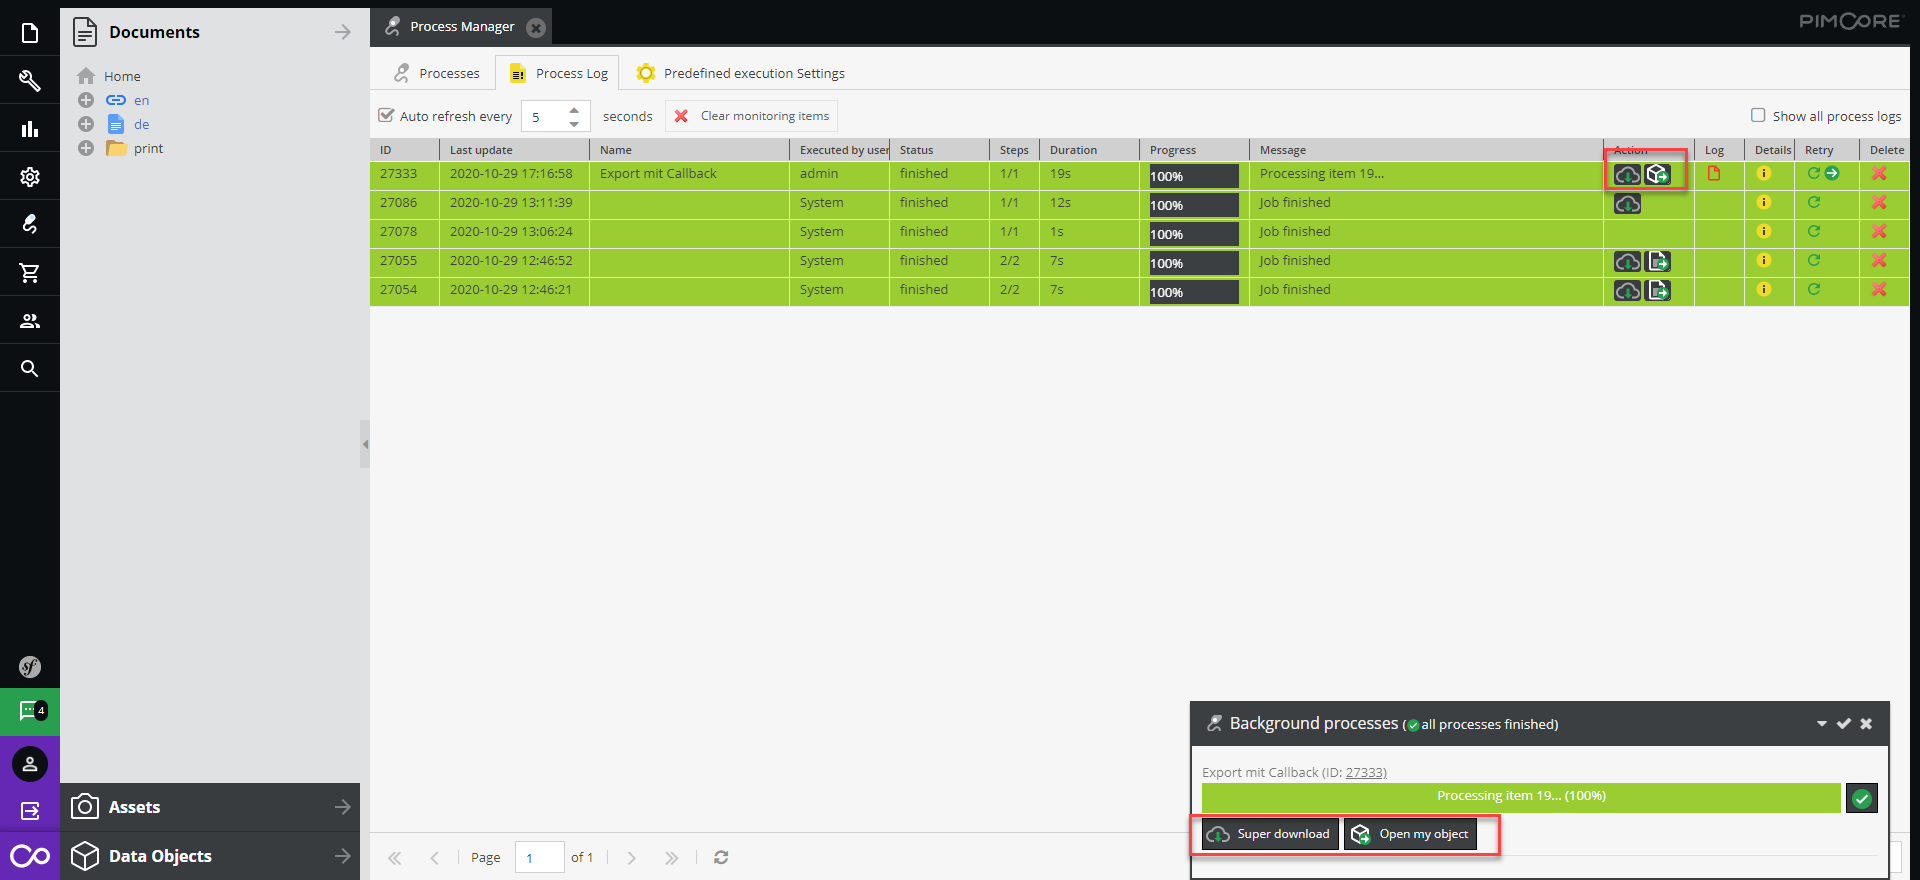 Documents
Process Manager
PIMCORE
Home
en
de
print
Processes
Process Log
Predefined execution Settings
Auto refresh every 5 seconds
Clear monitoring items
Show all process logs
ID Last update Name Executed by user Status Steps Duration Progress Message Action Log Details Retry Delete
27333 2020-10-29 17:16:58 Export mit Callback admin finished 1/1 19s 100% Processing item 19...
27086 2020-10-29 13:11:39 System finished 1/1 12s 100% Job finished
27078 2020-10-29 13:06:24 System finished 1/1 1s 100% Job finished
27055 2020-10-29 12:46:52 System finished 2/2 7s 100% Job finished
27054 2020-10-29 12:46:21 System finished 2/2 7s 100% Job finished
sf
4
Background processes (all processes finished)
Export mit Callback (ID: 27333)
Processing item 19... (100%)
Super download
Open my object
Assets
Data Objects
Page 1 of 1